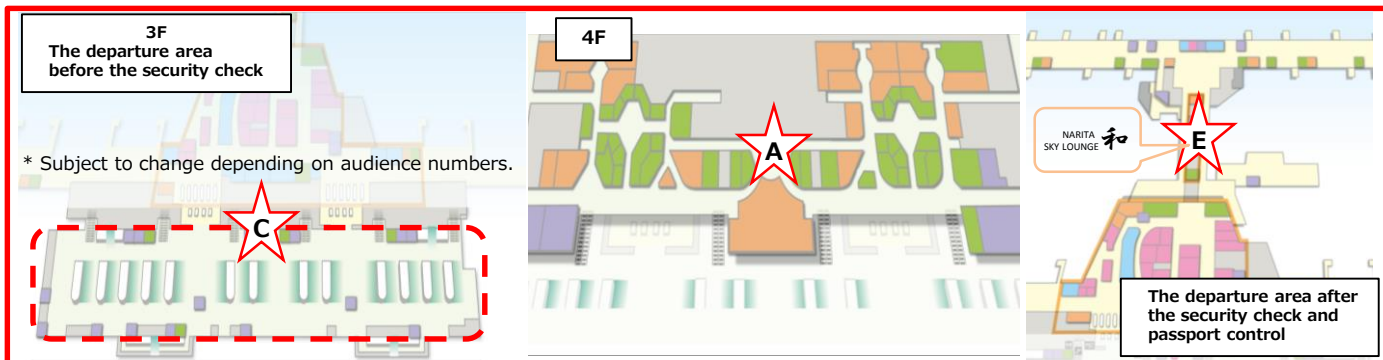 3F
The departure area
before the security check
* Subject to change depending on audience numbers.
C
4F
A
NARITA
SKY LOUNGE 和
E
The departure area after
the security check and
passport control